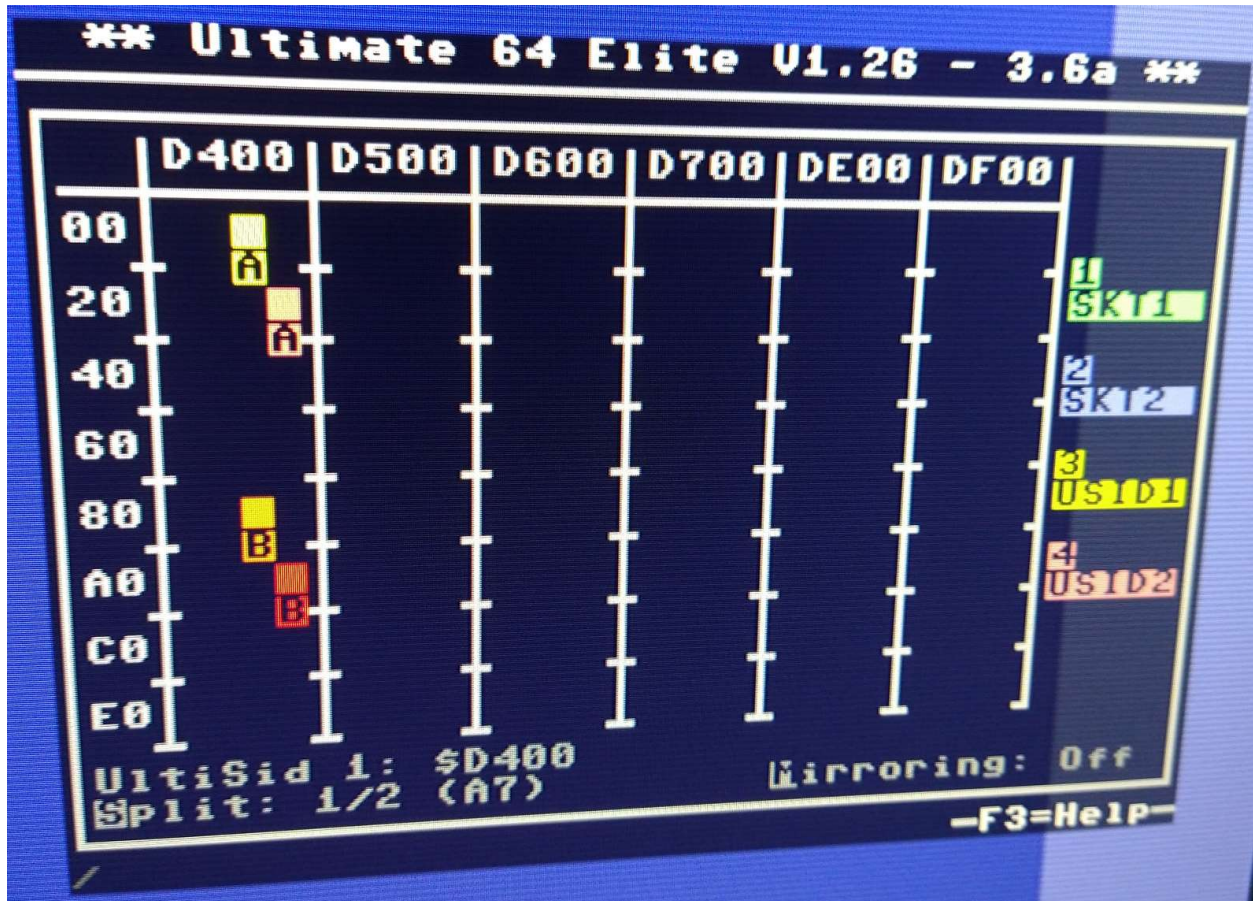 ** Ultimate 64 Elite V1.26 - 3.6a **
D400 D500 D600 D700 DE00 DF00
00
A
1
20
SKT1
A
40
2
SKT2
60
3
80
USID1
B
4
A0
USID2
B
C0
E0
UltiSid 1: $D400
Mirroring: Off
Split: 1/2 (A7)
F3=Help